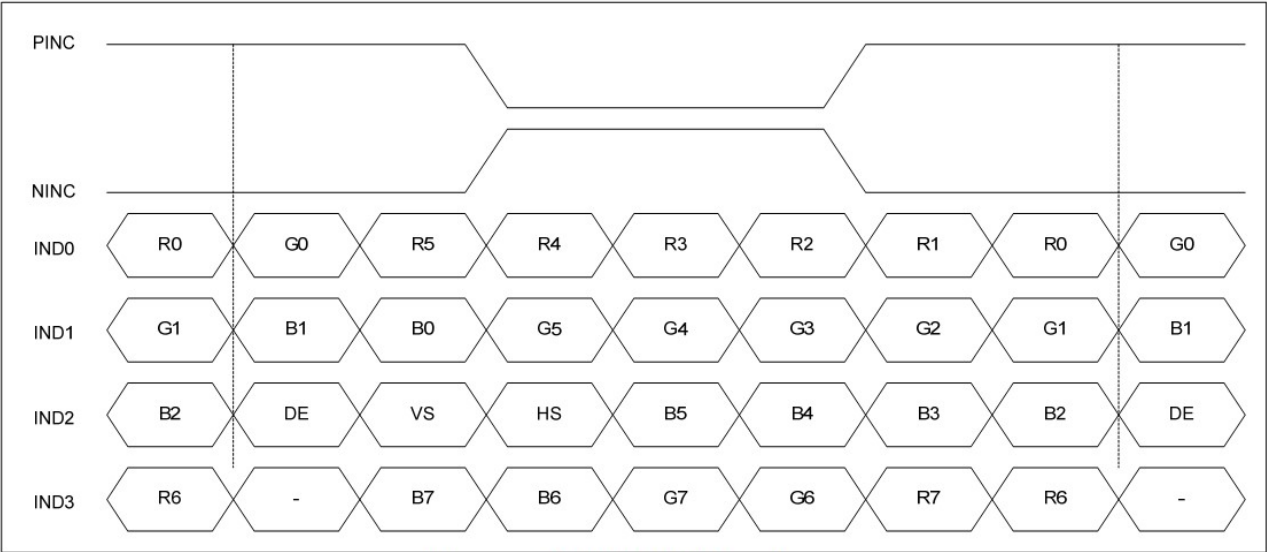 PINC
NINC
IND0 R0 G0 R5 R4 R3 R2 R1 R0 G0
IND1 G1 B1 B0 G5 G4 G3 G2 G1 B1
IND2 B2 DE VS HS B5 B4 B3 B2 DE
IND3 R6 - B7 B6 G7 G6 R7 R6 -